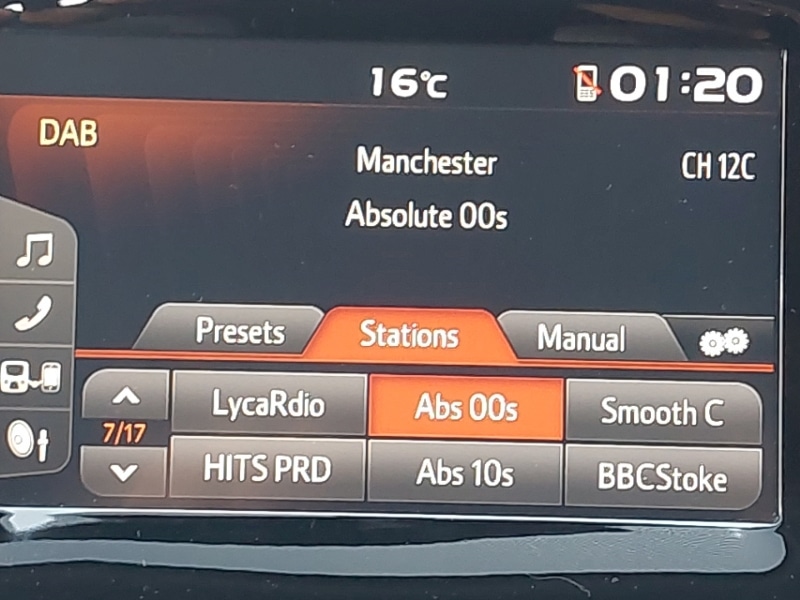 16°C 01:20
DAB
Manchester CH 12C
Absolute 00s
Presets Stations Manual
LycaRdio Abs 00s Smooth C
7/17
HITS PRD Abs 10s BBCStoke